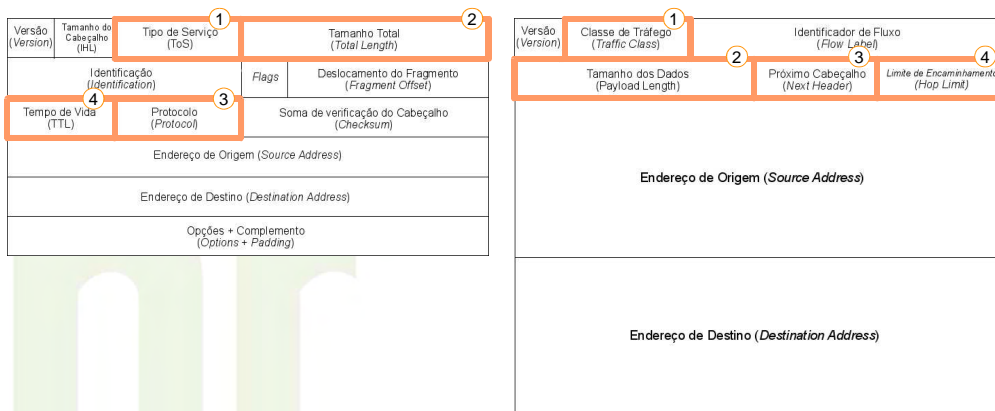 1
2
Versão
(Version)
Tamanho do
Cabeçalho
(IHL)
Tipo de Serviço
(ToS)
Tamanho Total
(Total Length)
Identificação
(Identification)
Flags
Deslocamento do Fragmento
(Fragment Offset)
4
3
Tempo de Vida
(TTL)
Protocolo
(Protocol)
Soma de verificação do Cabeçalho
(Checksum)
Endereço de Origem (Source Address)
Endereço de Destino (Destination Address)
Opções + Complemento
(Options + Padding)
1
Versão
(Version)
Classe de Tráfego
(Traffic Class)
Identificador de Fluxo
(Flow Label)
2
3
4
Tamanho dos Dados
(Payload Length)
Próximo Cabeçalho
(Next Header)
Limite de Encaminhamento
(Hop Limit)
Endereço de Origem (Source Address)
Endereço de Destino (Destination Address)